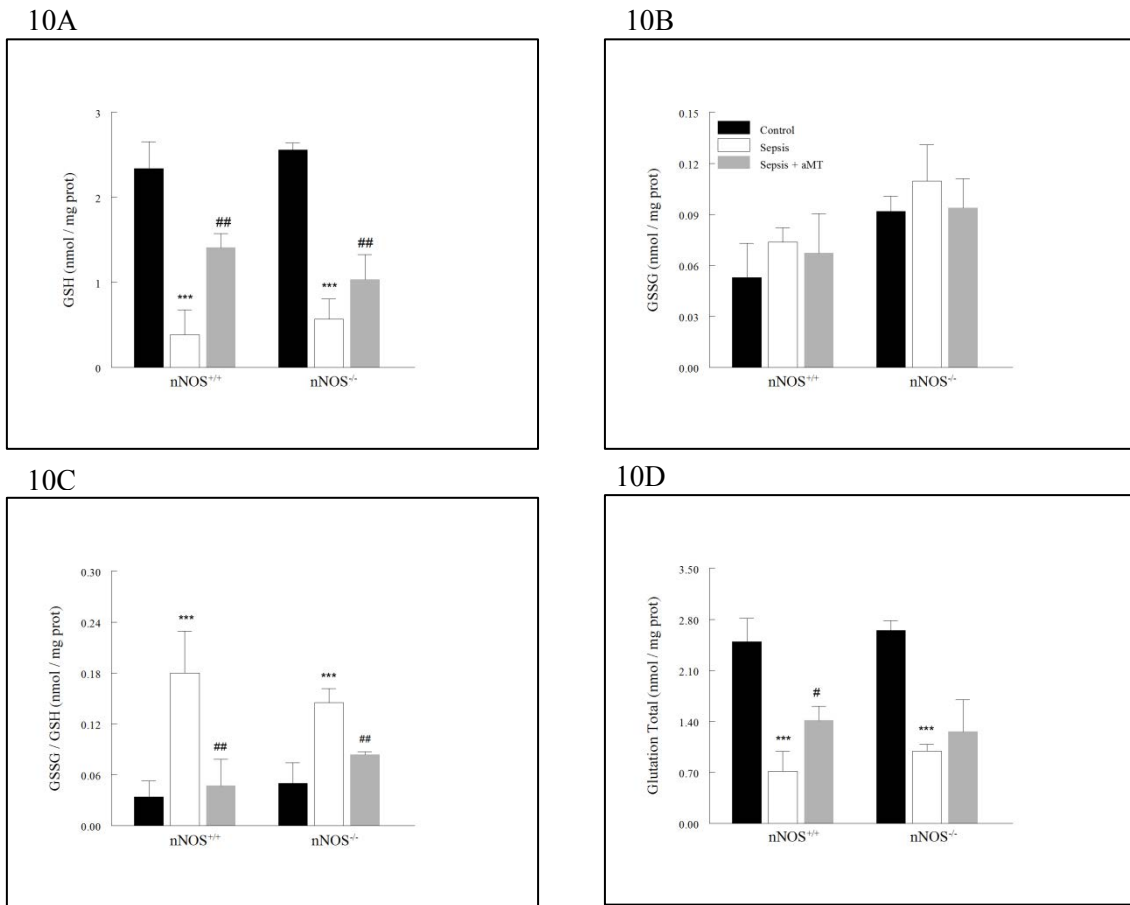 10A
3
2
1
0
GSH (nmol / mg prot)
***
##
***
##
nNOS+/+
nNOS-/-
10B
0.15
0.12
0.09
0.06
0.03
0.00
GSSG (nmol / mg prot)
Control
Sepsis
Sepsis + aMT
nNOS+/+
nNOS-/-
10C
0.30
0.24
0.18
0.12
0.06
0.00
GSSG / GSH (nmol / mg prot)
***
##
***
##
nNOS+/+
nNOS-/-
10D
3.50
2.80
2.10
1.40
0.70
0.00
Glutation Total (nmol / mg prot)
***
#
***
nNOS+/+
nNOS-/-